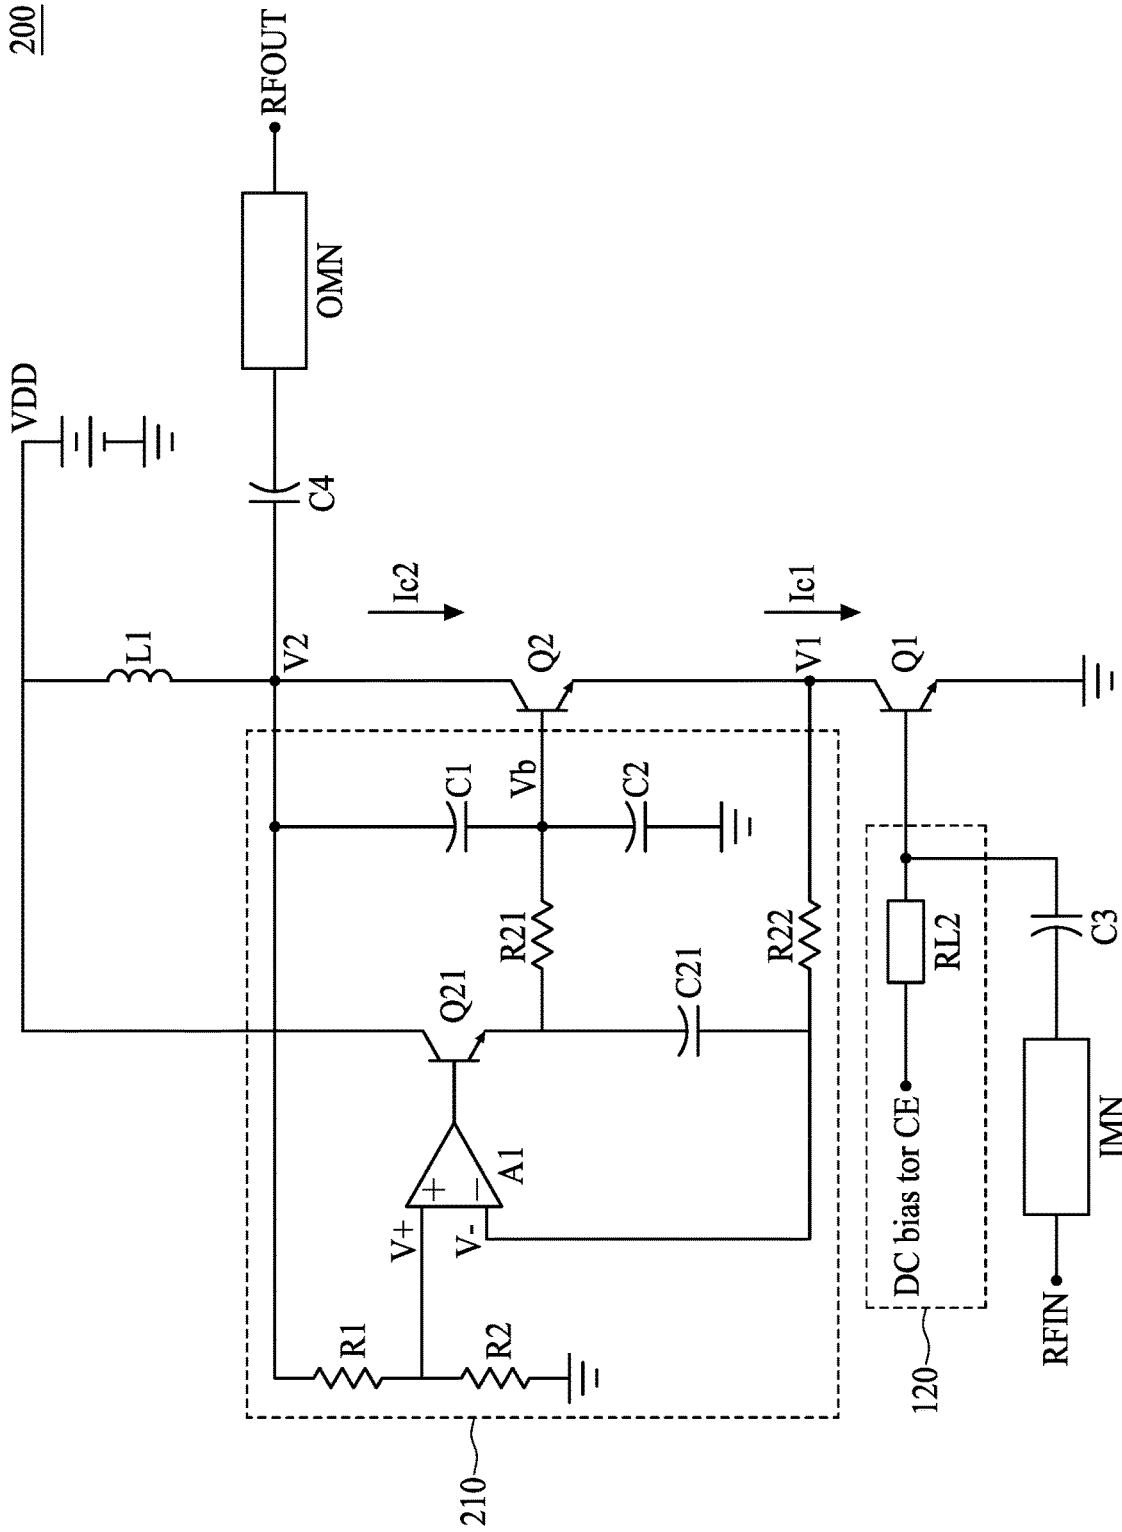 200
RFOUT
OMN
VDD
C4
L1
V2
Ic2
Q2
V1
Ic1
Q1
C1
Vb
C2
R21
R22
Q21
C21
A1
V+
V-
R1
R2
210
RL2
DC bias tor CE
C3
IMN
RFIN
120